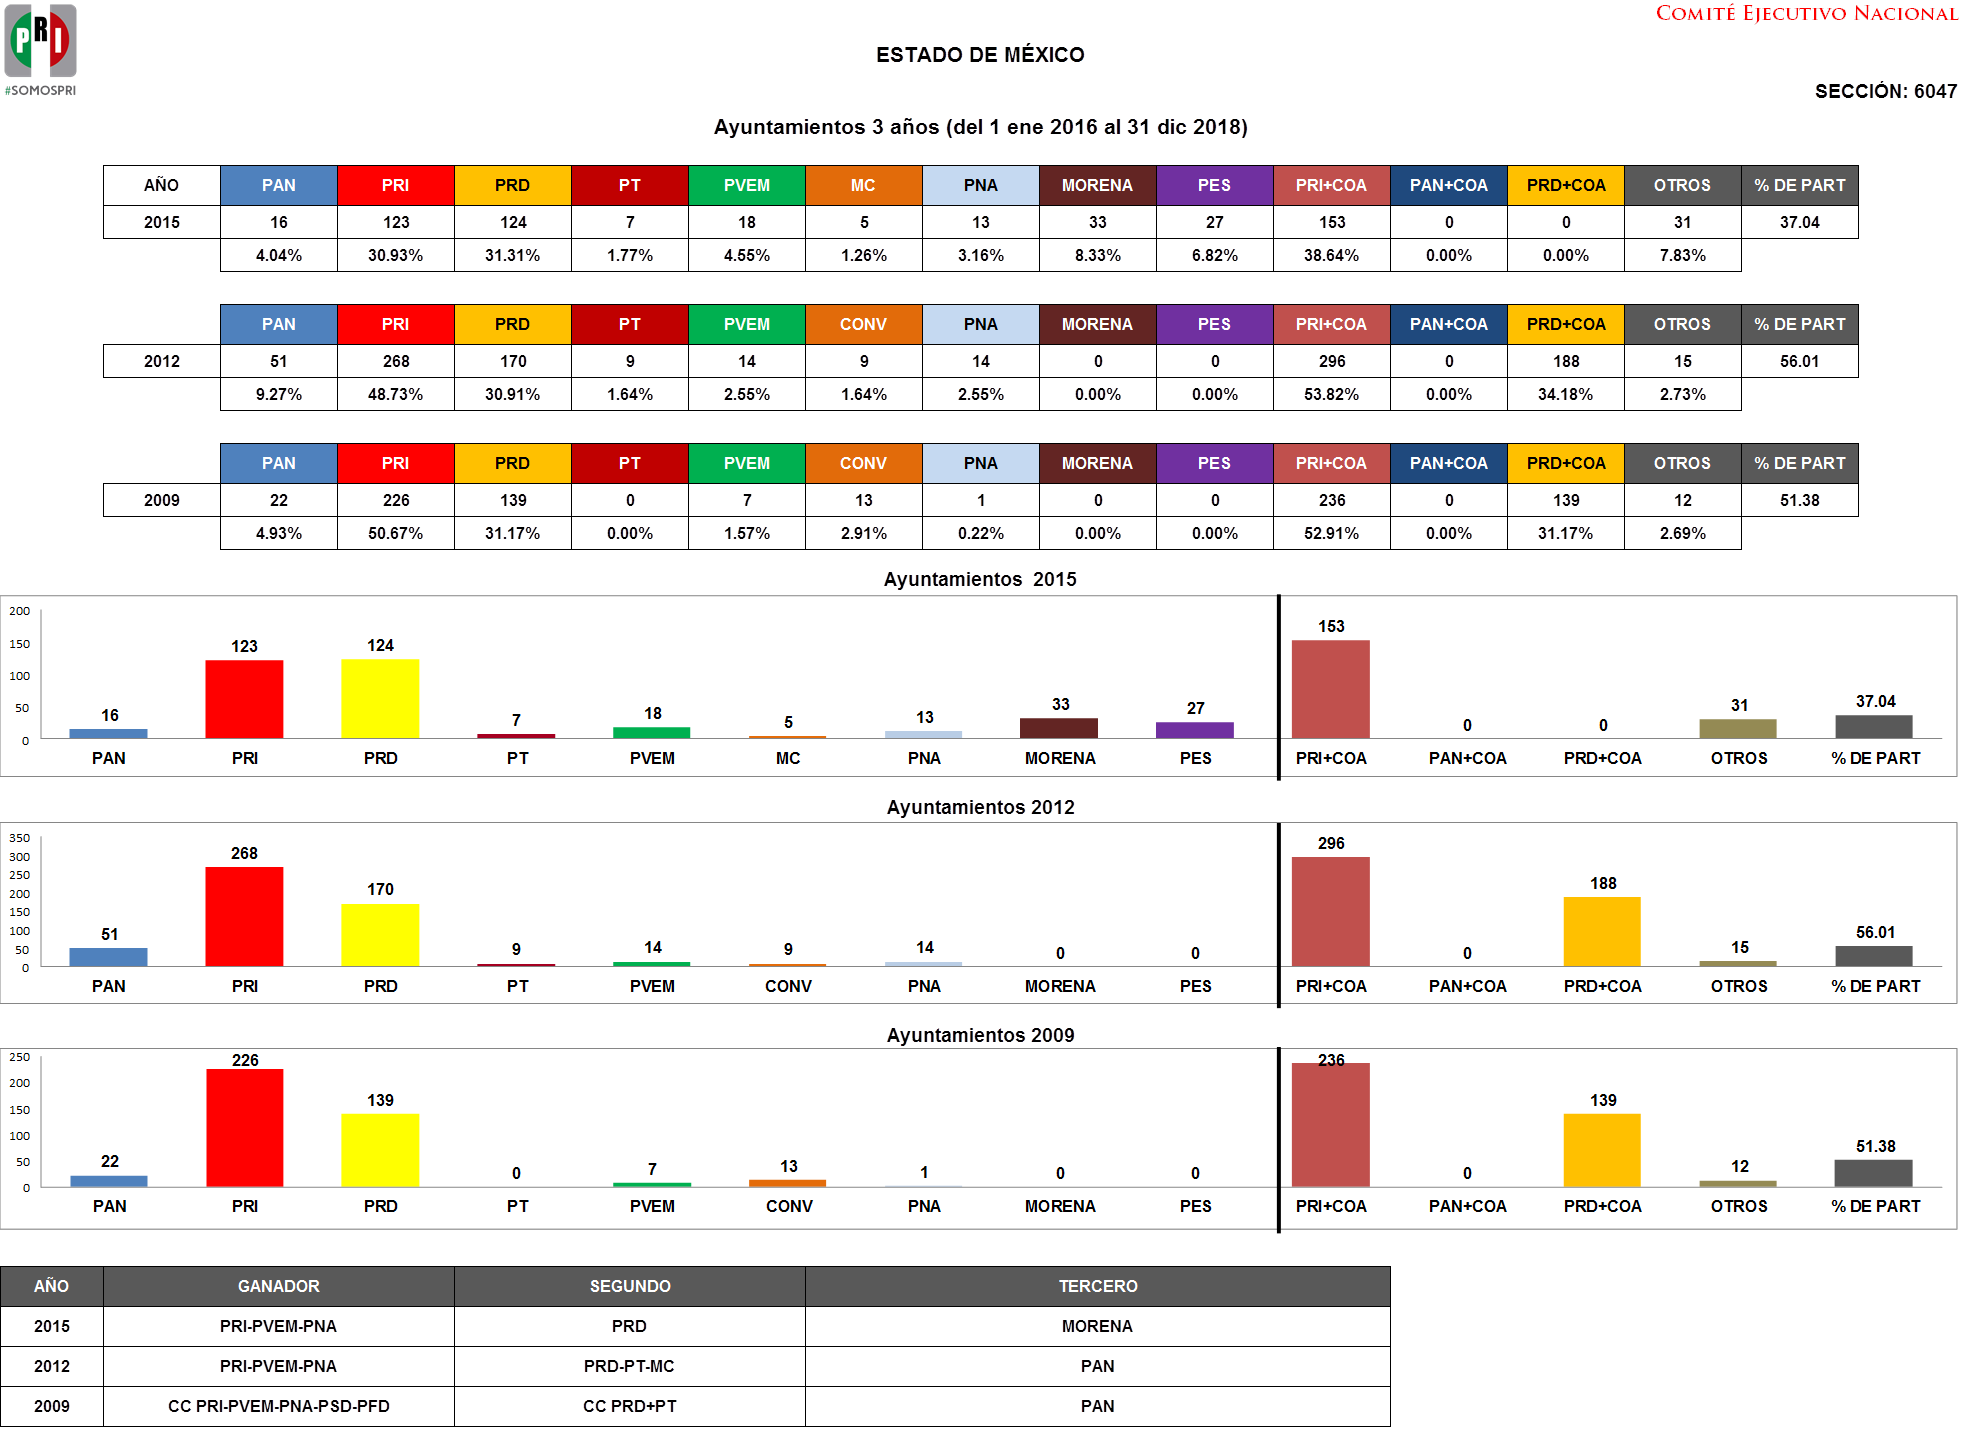 PRI
#SOMOSPRI
COMITÉ EJECUTIVO NACIONAL
ESTADO DE MÉXICO
SECCIÓN: 6047
Ayuntamientos 3 años (del 1 ene 2016 al 31 dic 2018)
AÑO PAN PRI PRD PT PVEM MC PNA MORENA PES PRI+COA PAN+COA PRD+COA OTROS % DE PART
2015 16 123 124 7 18 5 13 33 27 153 0 0 31 37.04
4.04% 30.93% 31.31% 1.77% 4.55% 1.26% 3.16% 8.33% 6.82% 38.64% 0.00% 0.00% 7.83%
PAN PRI PRD PT PVEM CONV PNA MORENA PES PRI+COA PAN+COA PRD+COA OTROS % DE PART
2012 51 268 170 9 14 9 14 0 0 296 0 188 15 56.01
9.27% 48.73% 30.91% 1.64% 2.55% 1.64% 2.55% 0.00% 0.00% 53.82% 0.00% 34.18% 2.73%
PAN PRI PRD PT PVEM CONV PNA MORENA PES PRI+COA PAN+COA PRD+COA OTROS % DE PART
2009 22 226 139 0 7 13 1 0 0 236 0 139 12 51.38
4.93% 50.67% 31.17% 0.00% 1.57% 2.91% 0.22% 0.00% 0.00% 52.91% 0.00% 31.17% 2.69%
Ayuntamientos 2015
200
150
100
50
0
16 123 124 7 18 5 13 33 27 153 0 0 31 37.04
PAN PRI PRD PT PVEM MC PNA MORENA PES PRI+COA PAN+COA PRD+COA OTROS % DE PART
Ayuntamientos 2012
350
300
250
200
150
100
50
0
51 268 170 9 14 9 14 0 0 296 0 188 15 56.01
PAN PRI PRD PT PVEM CONV PNA MORENA PES PRI+COA PAN+COA PRD+COA OTROS % DE PART
Ayuntamientos 2009
250
200
150
100
50
0
22 226 139 0 7 13 1 0 0 236 0 139 12 51.38
PAN PRI PRD PT PVEM CONV PNA MORENA PES PRI+COA PAN+COA PRD+COA OTROS % DE PART
AÑO GANADOR SEGUNDO TERCERO
2015 PRI-PVEM-PNA PRD MORENA
2012 PRI-PVEM-PNA PRD-PT-MC PAN
2009 CC PRI-PVEM-PNA-PSD-PFD CC PRD+PT PAN